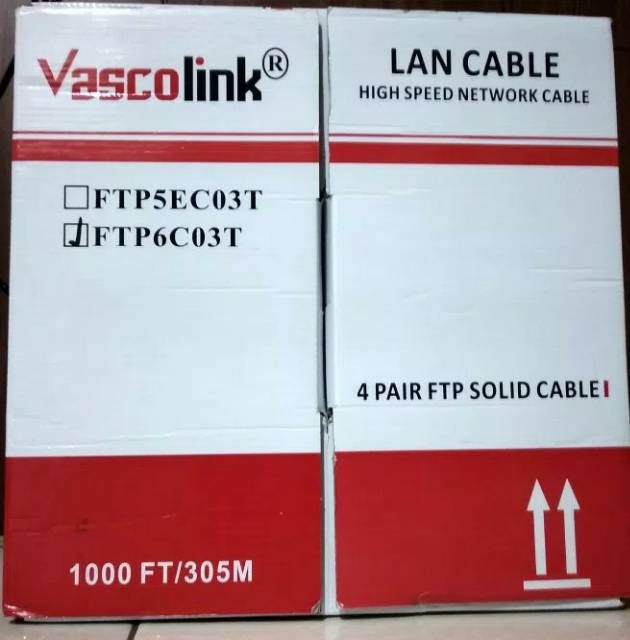 Vascolink®
FTP5EC03T
FTP6C03T
1000 FT/305M
LAN CABLE
HIGH SPEED NETWORK CABLE
4 PAIR FTP SOLID CABLE